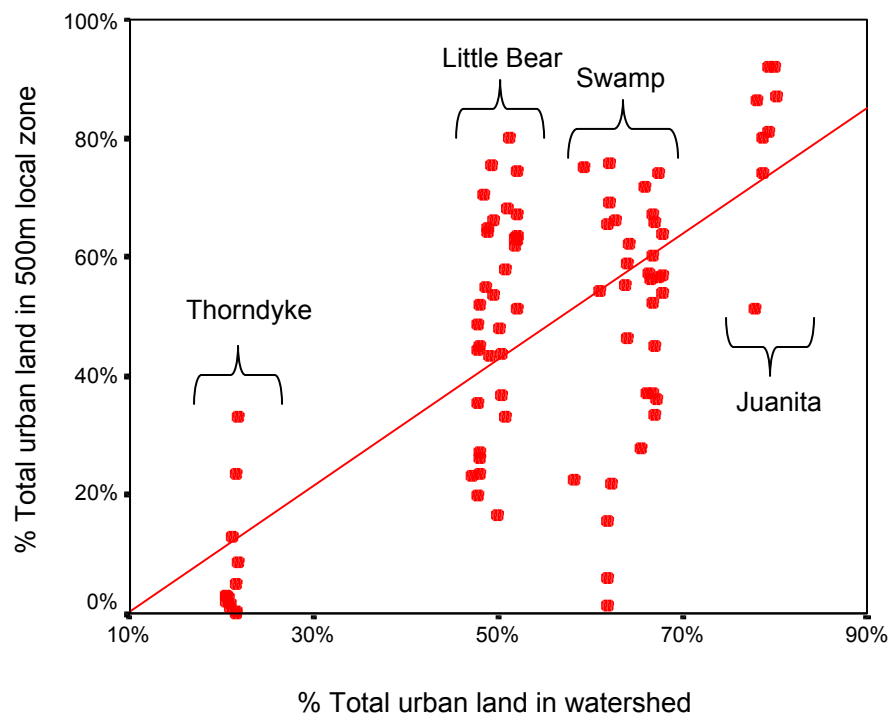 100%
80%
60%
40%
20%
0%
% Total urban land in 500m local zone
Little Bear
Swamp
Thorndyke
Juanita
10%
30%
50%
70%
90%
% Total urban land in watershed